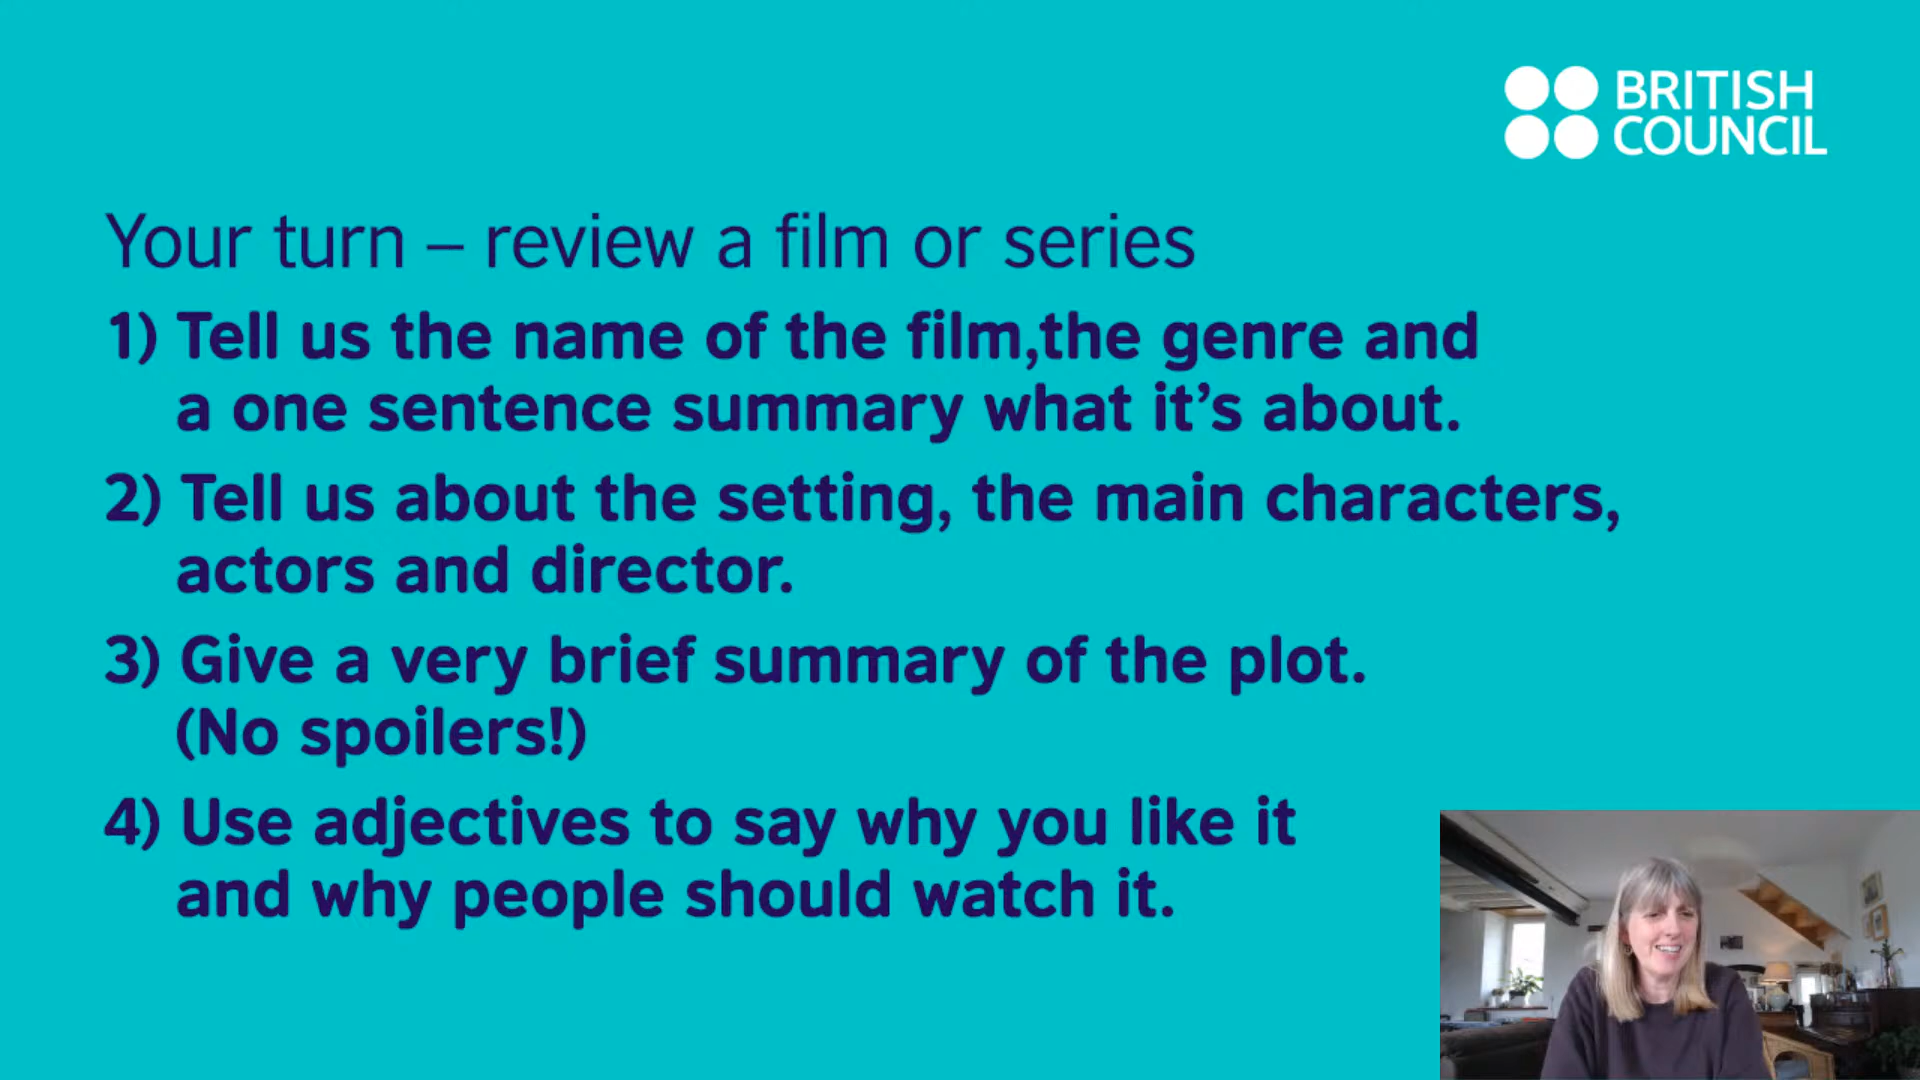 BRITISH
COUNCIL
Your turn – review a film or series
1) Tell us the name of the film,the genre and
a one sentence summary what it’s about.
2) Tell us about the setting, the main characters,
actors and director.
3) Give a very brief summary of the plot.
(No spoilers!)
4) Use adjectives to say why you like it
and why people should watch it.